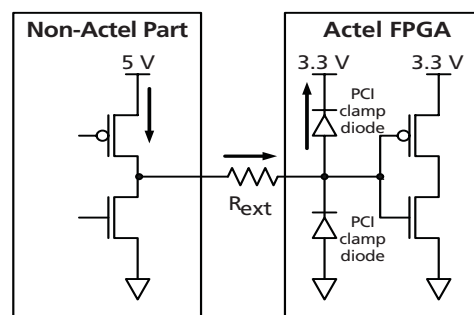 Non-Actel Part
Actel FPGA
5 V
3.3 V
3.3 V
PCI
clamp
diode
Rext
PCI
clamp
diode